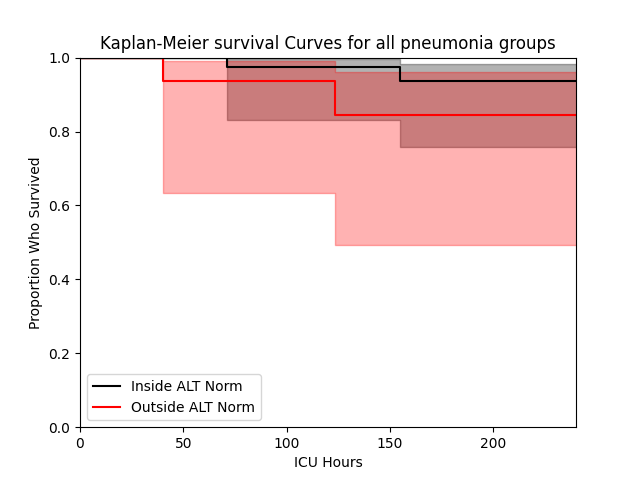 Kaplan-Meier survival Curves for all pneumonia groups
Proportion Who Survived
1.0
0.8
0.6
0.4
0.2
0.0
Inside ALT Norm
Outside ALT Norm
0 50 100 150 200
ICU Hours